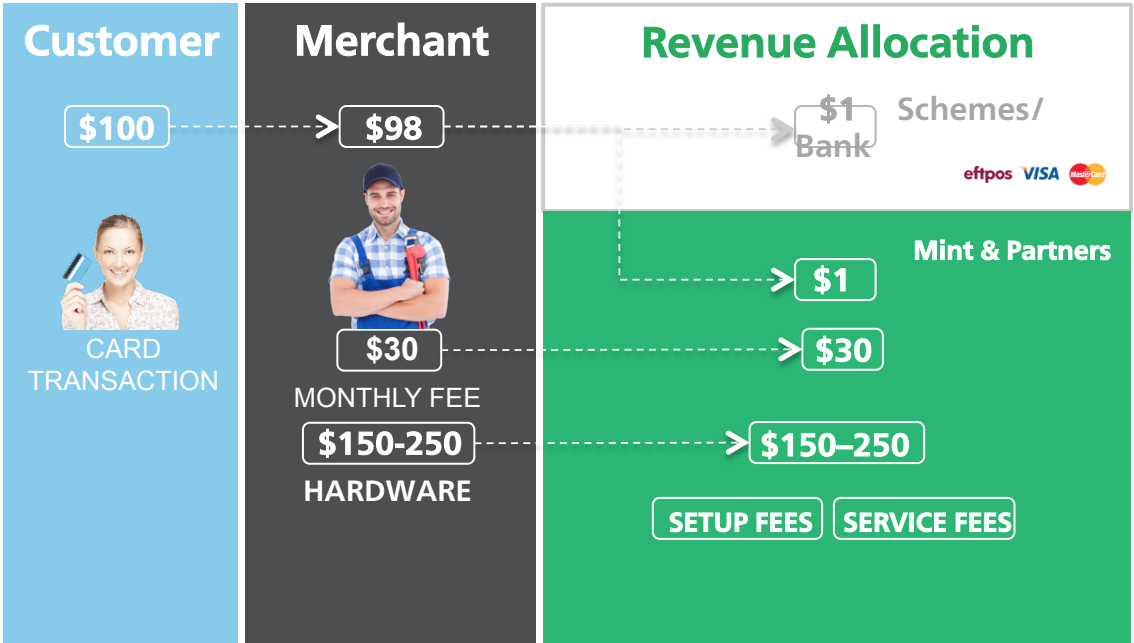 Customer
Merchant
Revenue Allocation
$100
$98
$1
Schemes/
Bank
eftpos VISA MasterCard
Mint & Partners
$1
CARD
TRANSACTION
$30
$30
MONTHLY FEE
$150-250
$150–250
HARDWARE
SETUP FEES
SERVICE FEES